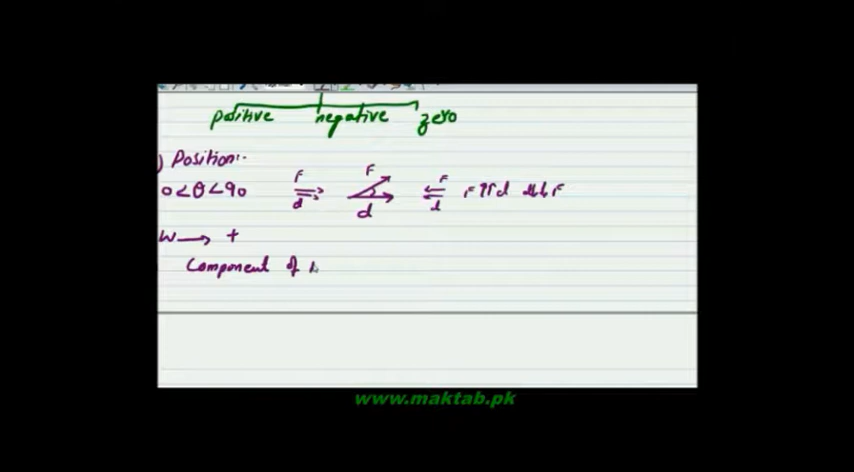 positive negative zero
) Position:-
0<θ<90 F d F d F d F d d F
W → +
Component of
www.maktab.pk